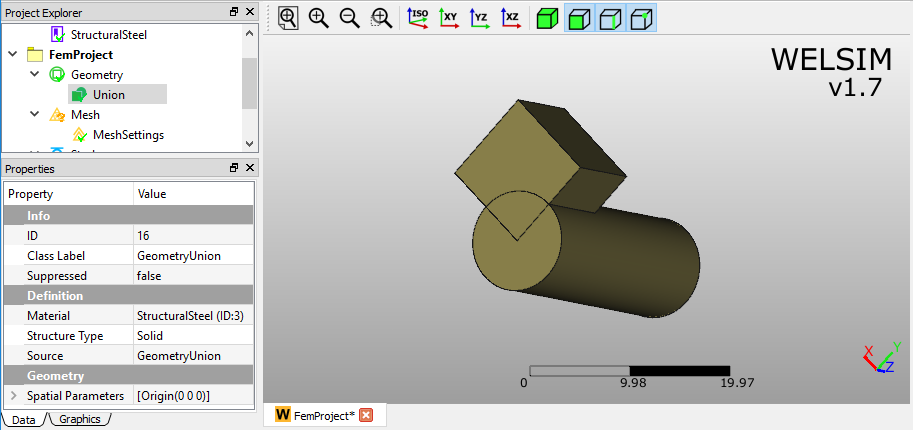 Project Explorer
StructuralSteel
FemProject
Geometry
Union
Mesh
MeshSettings
Properties
Property Value
Info
ID 16
Class Label GeometryUnion
Suppressed false
Definition
Material StructuralSteel (ID:3)
Structure Type Solid
Source GeometryUnion
Geometry
Spatial Parameters [Origin(0 0 0)]
Data Graphics
ISO XY YZ XZ
WELSIM
v1.7
X Y Z
0 9.98 19.97
W FemProject*